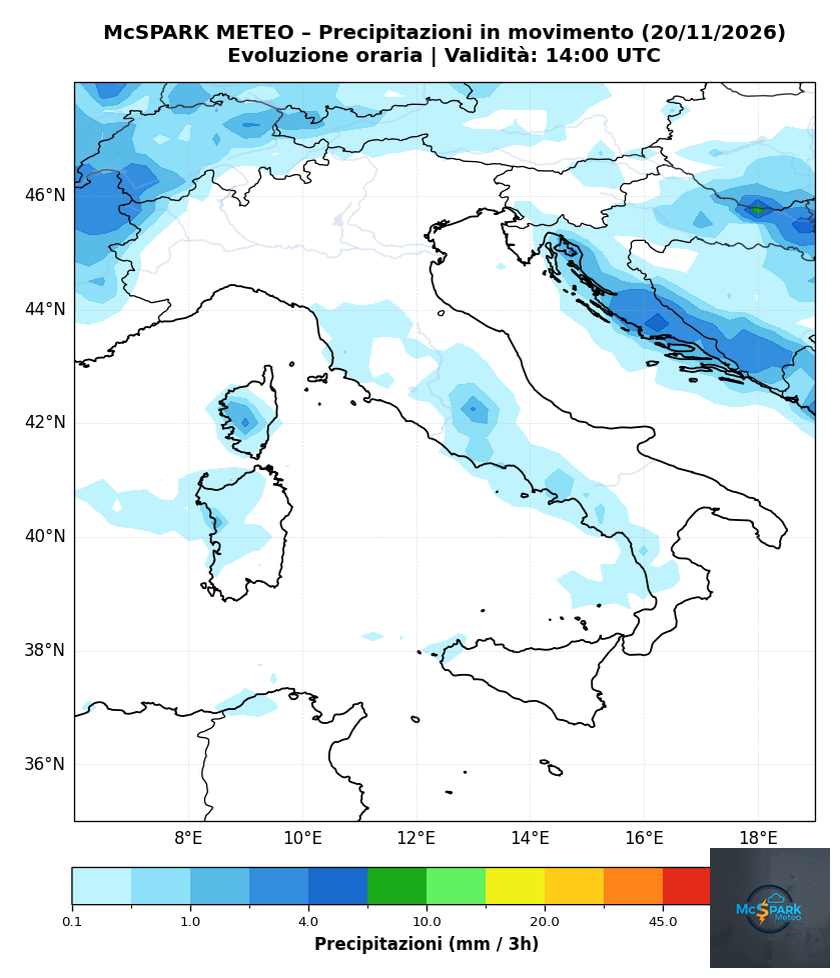 McSPARK METEO – Precipitazioni in movimento (20/11/2026)
Evoluzione oraria | Validità: 14:00 UTC
46°N
44°N
42°N
40°N
38°N
36°N
8°E 10°E 12°E 14°E 16°E 18°E
0.1 1.0 4.0 10.0 20.0 45.0
Precipitazioni (mm / 3h)
McSPARK
Meteo